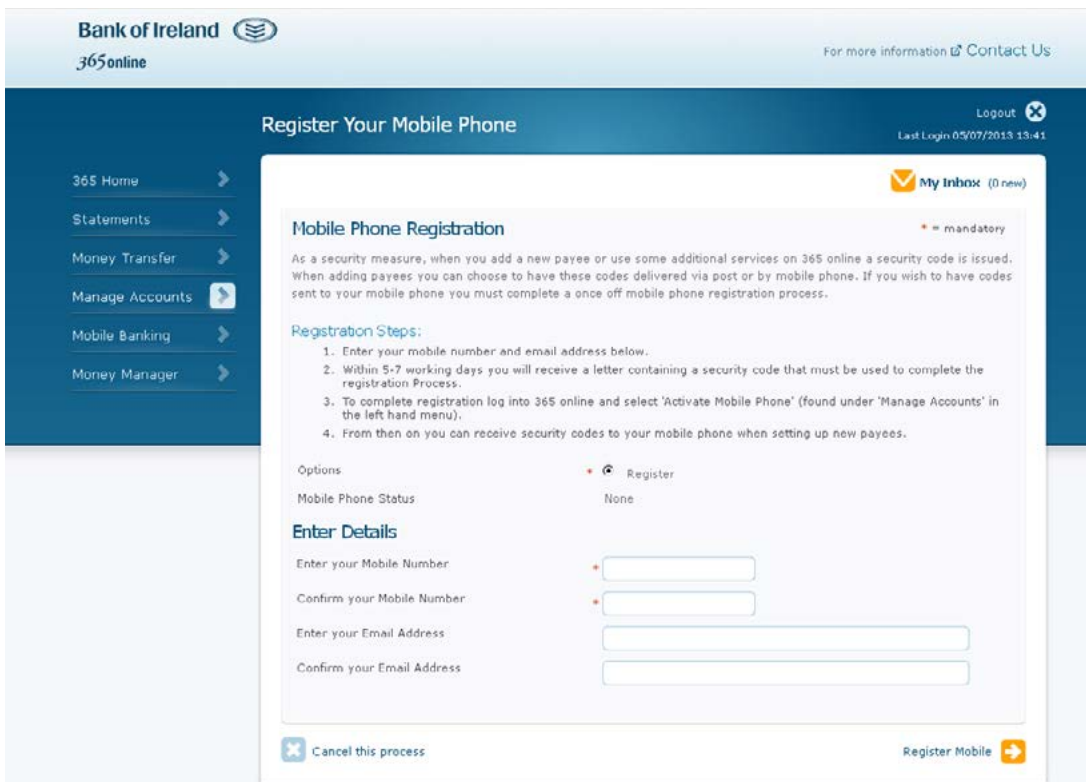 Bank of Ireland
365 online
For more information Contact Us
Register Your Mobile Phone
Logout
Last Login 05/07/2013 13:41
365 Home
Statements
Money Transfer
Manage Accounts
Mobile Banking
Money Manager
My Inbox (0 new)
Mobile Phone Registration
* = mandatory
As a security measure, when you add a new payee or use some additional services on 365 online a security code is issued.
When adding payees you can choose to have these codes delivered via post or by mobile phone. If you wish to have codes
sent to your mobile phone you must complete a once off mobile phone registration process.
Registration Steps:
1. Enter your mobile number and email address below.
2. Within 5-7 working days you will receive a letter containing a security code that must be used to complete the
registration Process.
3. To complete registration log into 365 online and select 'Activate Mobile Phone' (found under 'Manage Accounts' in
the left hand menu).
4. From then on you can receive security codes to your mobile phone when setting up new payees.
Options * Register
Mobile Phone Status None
Enter Details
Enter your Mobile Number *
Confirm your Mobile Number *
Enter your Email Address
Confirm your Email Address
Cancel this process
Register Mobile